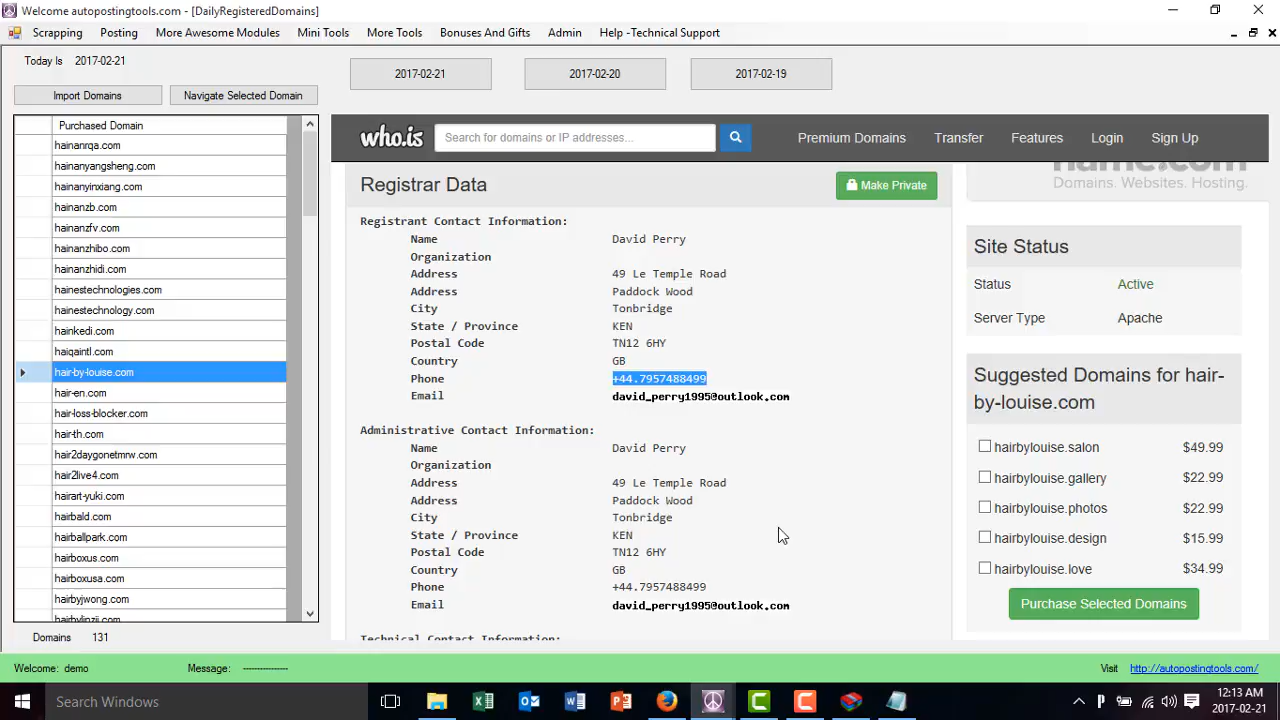 Welcome autopostingtools.com - [DailyRegisteredDomains]
Scrapping Posting More Awesome Modules Mini Tools More Tools Bonuses And Gifts Admin Help -Technical Support
Today Is 2017-02-21
2017-02-21 2017-02-20 2017-02-19
Import Domains Navigate Selected Domain
Purchased Domain
hainanrqa.com
hainanyangsheng.com
hainanyinxiang.com
hainanzb.com
hainanzfv.com
hainanzhibo.com
hainanzhidi.com
hainestechnologies.com
hainestechnology.com
hainkedi.com
haiqaintl.com
hair-by-louise.com
hair-en.com
hair-loss-blocker.com
hair-th.com
hair2daygonetmrw.com
hair2live4.com
hairart-yuki.com
hairbald.com
hairballpark.com
hairboxus.com
hairboxusa.com
hairbyjwong.com
hairbylinzii.com
Domains 131
who.is Search for domains or IP addresses... Premium Domains Transfer Features Login Sign Up
name.com
Domains. Websites. Hosting.
Registrar Data Make Private
Registrant Contact Information:
Name David Perry
Organization
Address 49 Le Temple Road
Address Paddock Wood
City Tonbridge
State / Province KEN
Postal Code TN12 6HY
Country GB
Phone +44.7957488499
Email david_perry1995@outlook.com
Administrative Contact Information:
Name David Perry
Organization
Address 49 Le Temple Road
Address Paddock Wood
City Tonbridge
State / Province KEN
Postal Code TN12 6HY
Country GB
Phone +44.7957488499
Email david_perry1995@outlook.com
Technical Contact Information:
Site Status
Status Active
Server Type Apache
Suggested Domains for hair-
by-louise.com
hairbylouise.salon $49.99
hairbylouise.gallery $22.99
hairbylouise.photos $22.99
hairbylouise.design $15.99
hairbylouise.love $34.99
Purchase Selected Domains
Welcome: demo Message: --------------- Visit http://autopostingtools.com/
Search Windows
12:13 AM
2017-02-21